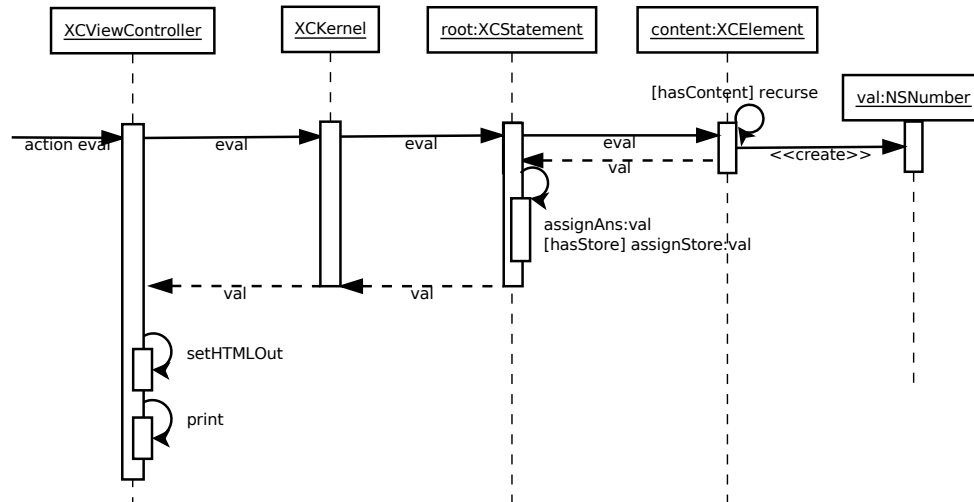 XCViewController
XCKernel
root:XCStatement
content:XCElement
[hasContent] recurse
val:NSNumber
action eval
eval
eval
eval
<<create>>
val
assignAns:val
[hasStore] assignStore:val
val
val
setHTMLOut
print